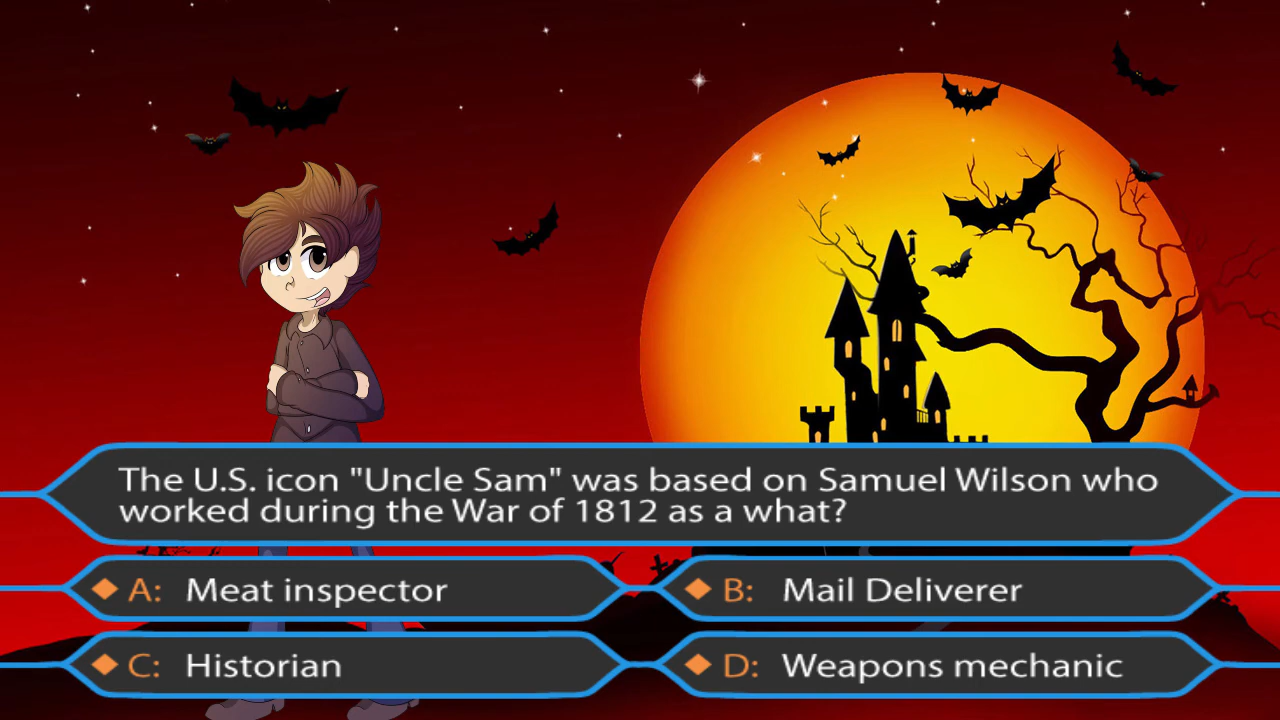 The U.S. icon "Uncle Sam" was based on Samuel Wilson who
worked during the War of 1812 as a what?
A: Meat inspector
B: Mail Deliverer
C: Historian
D: Weapons mechanic